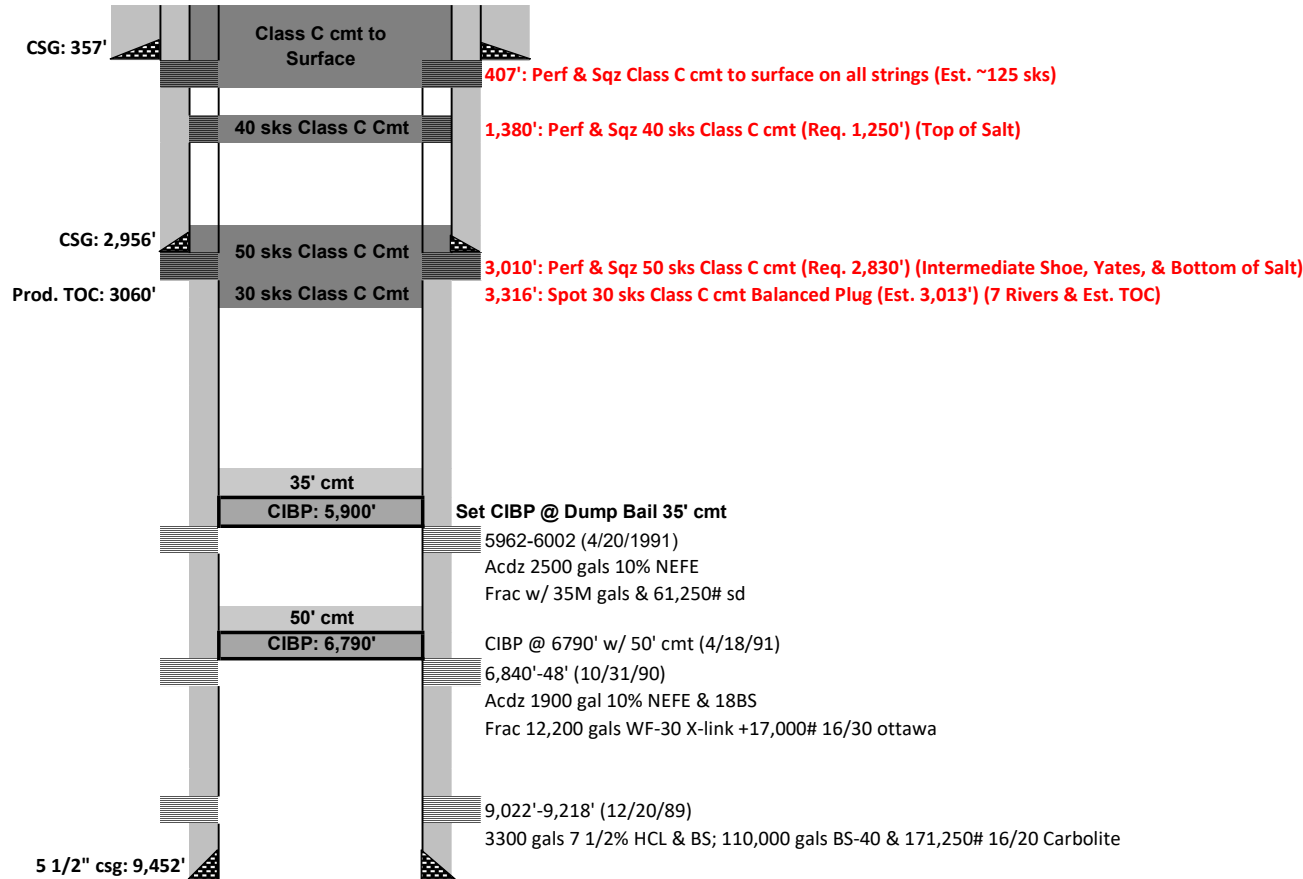 Class C cmt to
Surface
CSG: 357'
407': Perf & Sqz Class C cmt to surface on all strings (Est. ~125 sks)
40 sks Class C Cmt
1,380': Perf & Sqz 40 sks Class C cmt (Req. 1,250') (Top of Salt)
CSG: 2,956'
50 sks Class C Cmt
3,010': Perf & Sqz 50 sks Class C cmt (Req. 2,830') (Intermediate Shoe, Yates, & Bottom of Salt)
Prod. TOC: 3060'
30 sks Class C Cmt
3,316': Spot 30 sks Class C cmt Balanced Plug (Est. 3,013') (7 Rivers & Est. TOC)
35' cmt
CIBP: 5,900'
Set CIBP @ Dump Bail 35' cmt
5962-6002 (4/20/1991)
Acdz 2500 gals 10% NEFE
Frac w/ 35M gals & 61,250# sd
50' cmt
CIBP: 6,790'
CIBP @ 6790' w/ 50' cmt (4/18/91)
6,840'-48' (10/31/90)
Acdz 1900 gal 10% NEFE & 18BS
Frac 12,200 gals WF-30 X-link +17,000# 16/30 ottawa
9,022'-9,218' (12/20/89)
3300 gals 7 1/2% HCL & BS; 110,000 gals BS-40 & 171,250# 16/20 Carbolite
5 1/2" csg: 9,452'